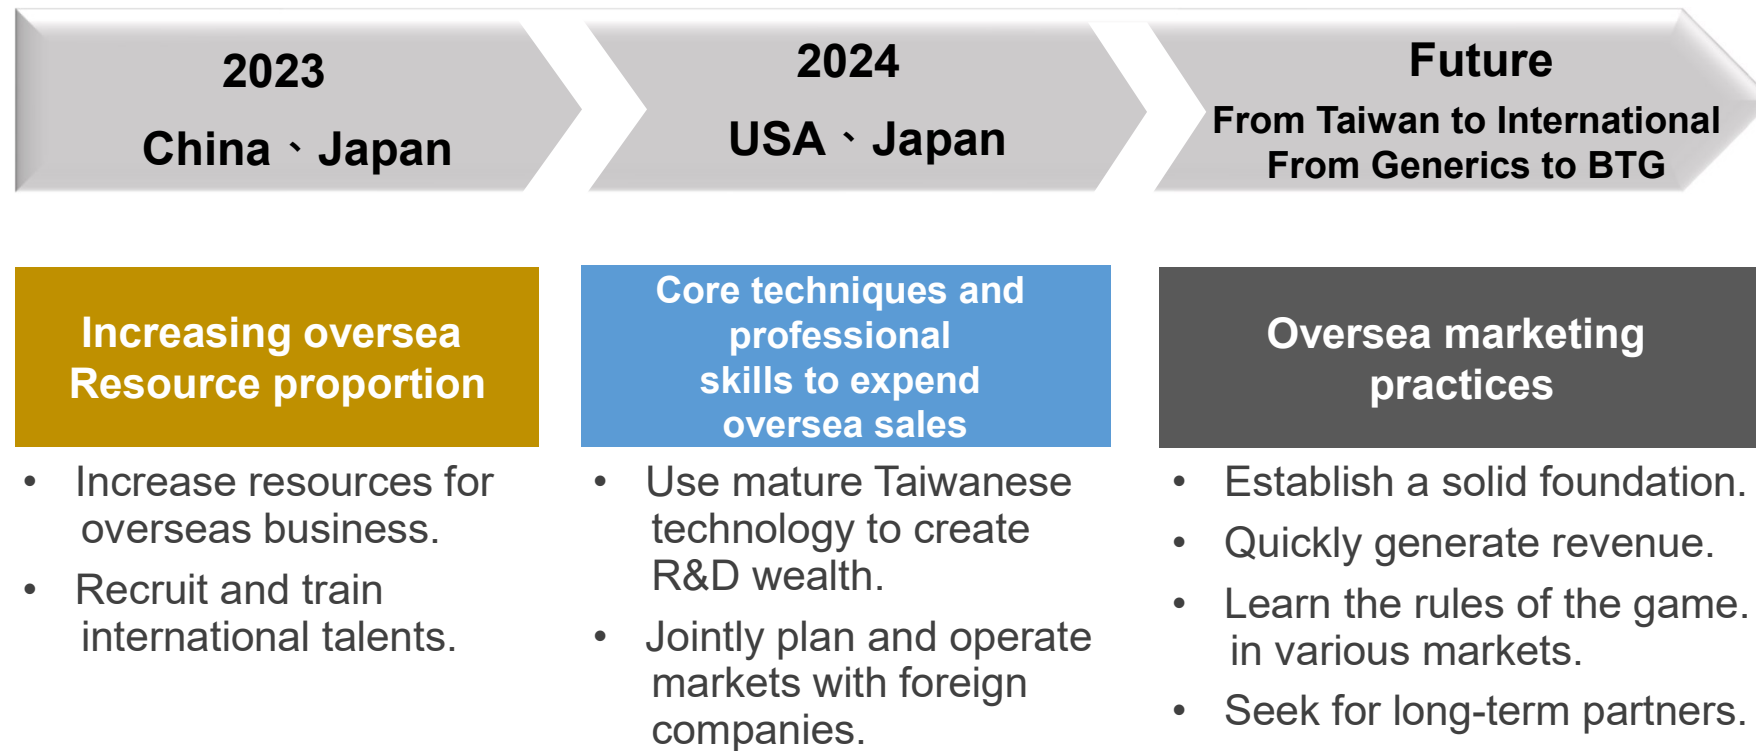 2023
China、Japan
2024
USA、Japan
Future
From Taiwan to International
From Generics to BTG
Increasing oversea
Resource proportion
• Increase resources for
overseas business.
• Recruit and train
international talents.
Core techniques and
professional
skills to expend
oversea sales
• Use mature Taiwanese
technology to create
R&D wealth.
• Jointly plan and operate
markets with foreign
companies.
Oversea marketing
practices
• Establish a solid foundation.
• Quickly generate revenue.
• Learn the rules of the game.
in various markets.
• Seek for long-term partners.